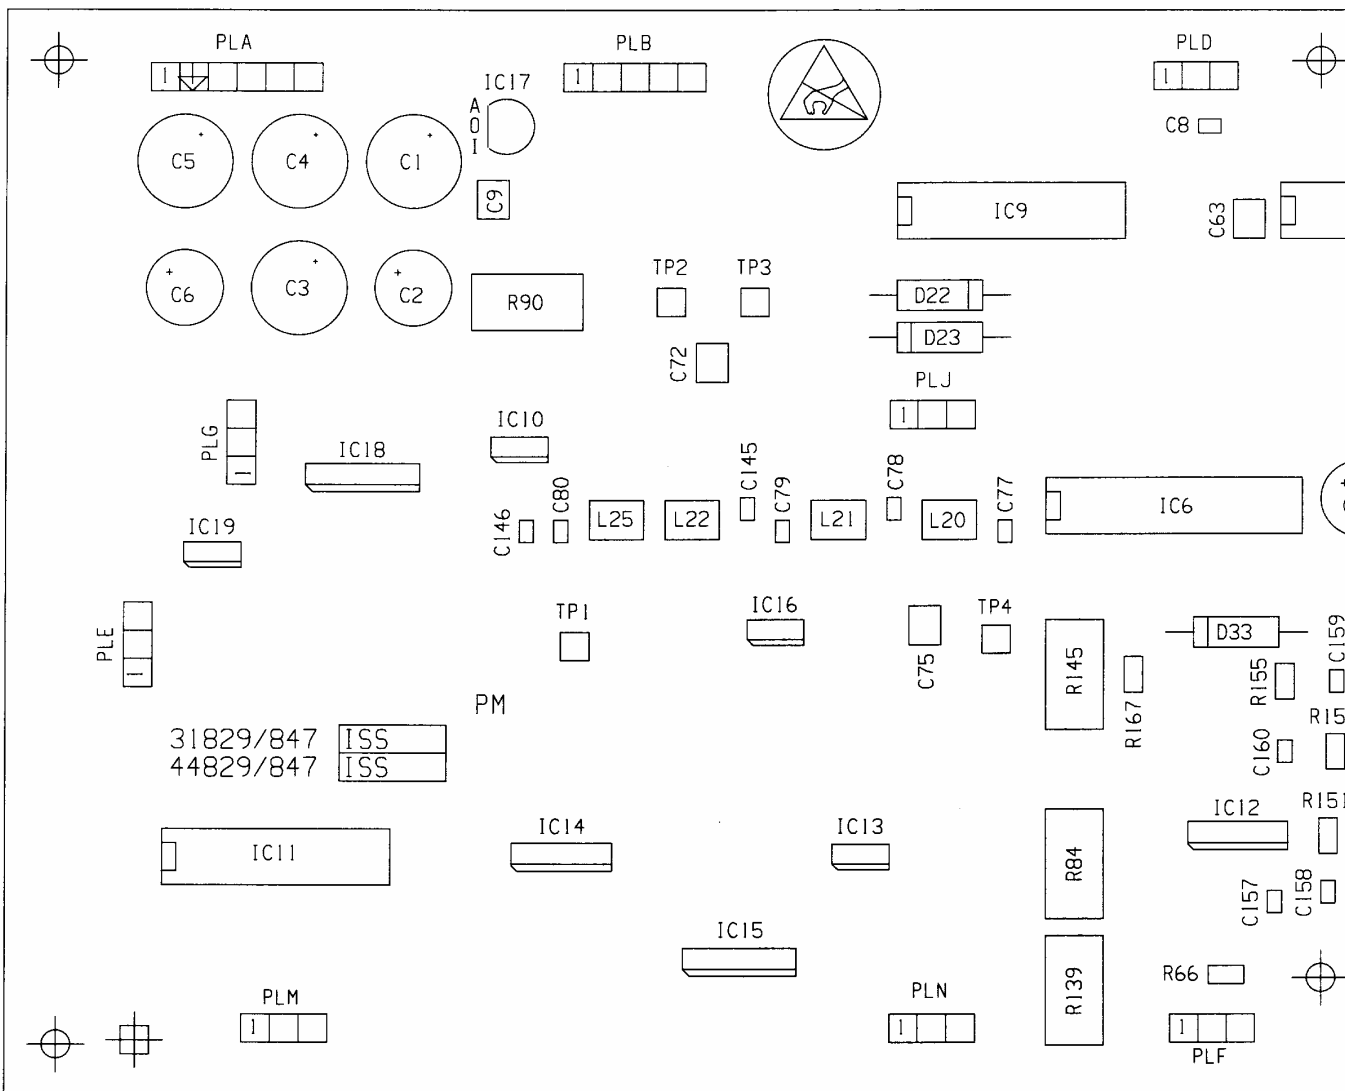 PLA
PLB
PLD
1
1
1
IC17
A
O
I
C8
C5
C4
C1
C9
IC9
C63
TP2
TP3
C6
C3
C2
R90
D22
D23
C72
PLJ
1
PLG
1
IC18
IC10
C145
C79
C78
C77
C80
C146
L25
L22
L21
L20
IC6
IC19
PLE
1
TP1
IC16
C75
TP4
R145
R167
D33
R155
C159
R15
C160
PM
31829/847 ISS
44829/847 ISS
IC11
IC14
IC13
R84
IC12
R151
C157
C158
IC15
R139
R66
PLM
1
PLN
1
1
PLF